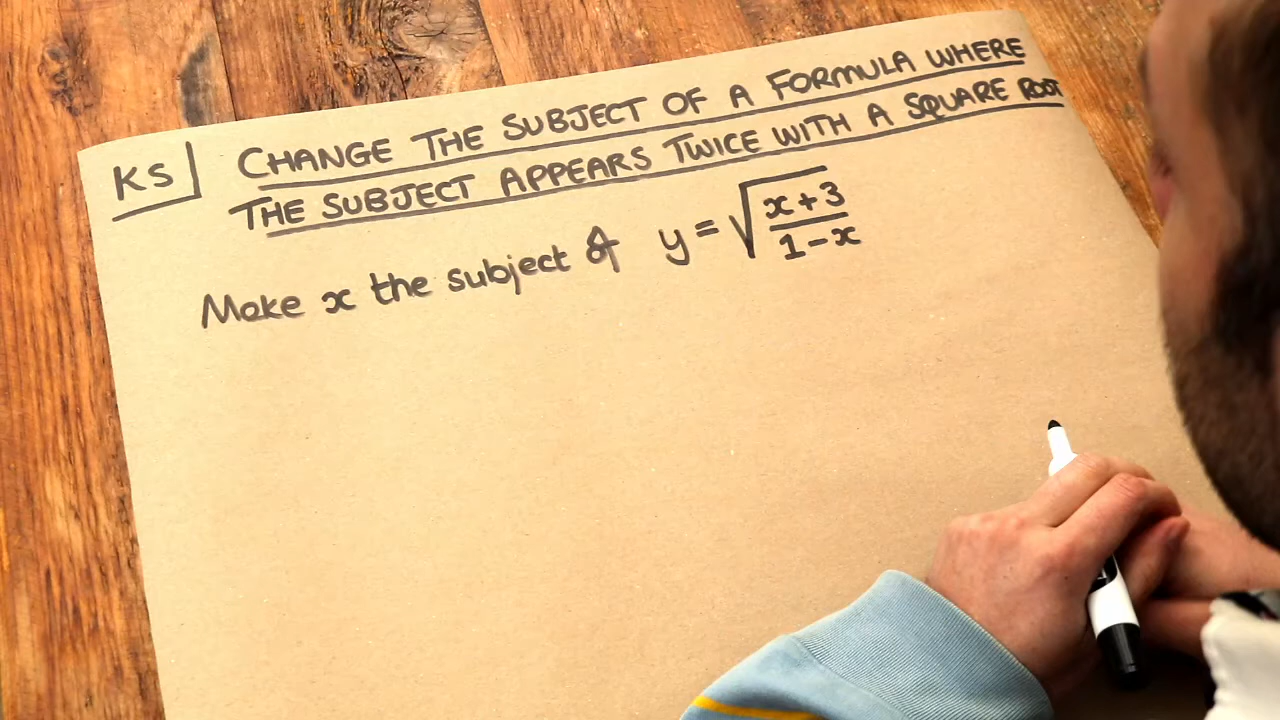 KS
CHANGE THE SUBJECT OF A FORMULA WHERE
THE SUBJECT APPEARS TWICE WITH A SQUARE ROOT
Make x the subject of y = √((x+3)/(1-x))